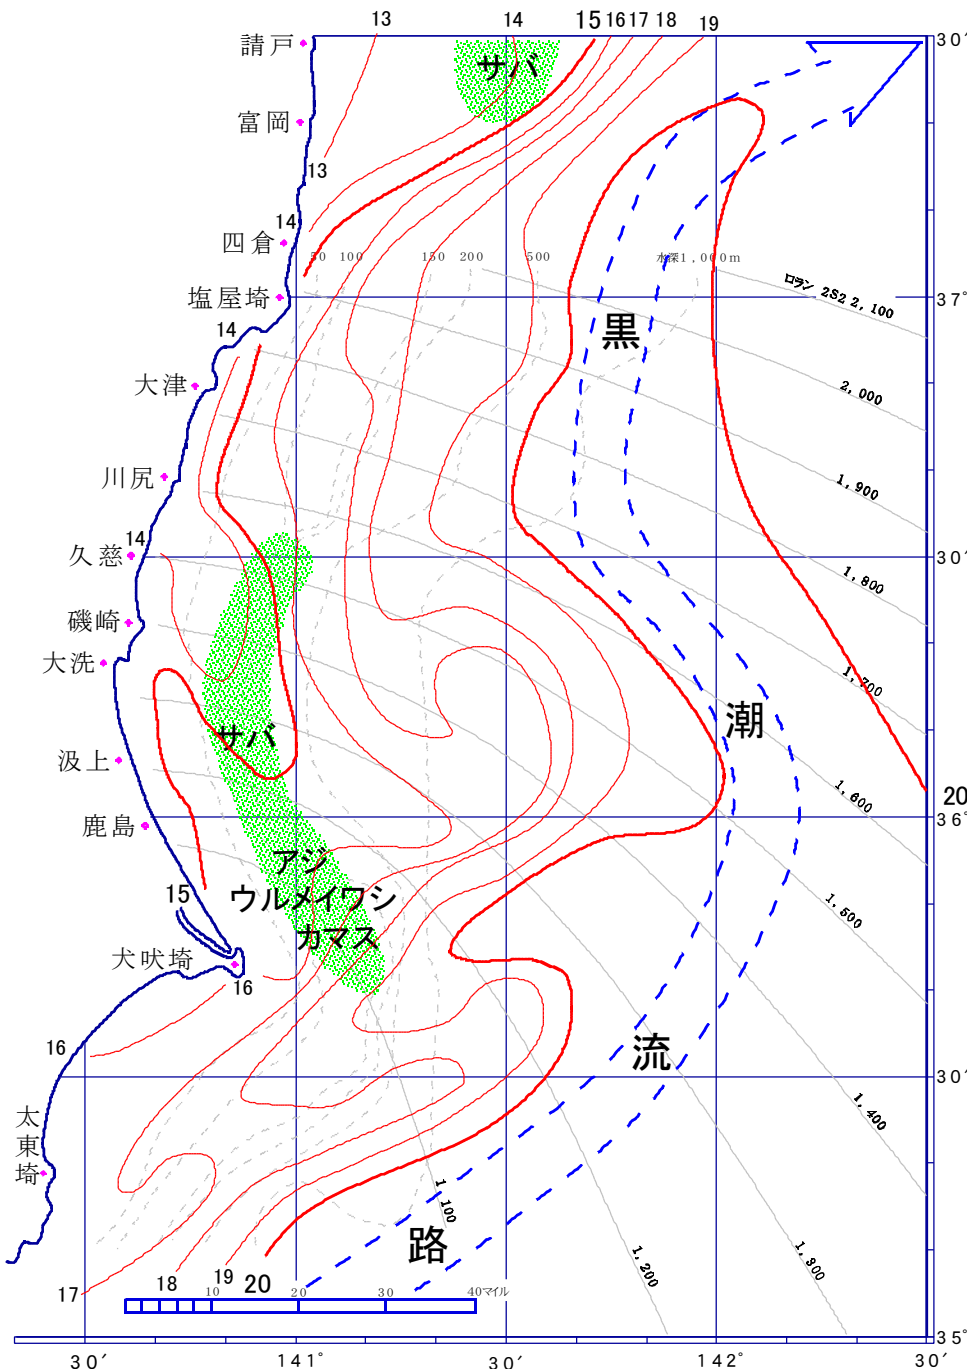 13
14
15
16
17
18
19
請戸
30′
サバ
富岡
13
14
四倉
50
100
150
200
500
水深1,000m
塩屋埼
ロラン 2S2 2,100
37°
14
黒
大津
2,000
川尻
1,900
14
久慈
30′
1,800
磯崎
大洗
1,700
潮
サバ
汲上
1,600
20
鹿島
36°
アジ
15
ウルメイワシ
1,500
カマス
犬吠埼
16
16
流
30′
太東埼
1,400
1,100
路
1,200
1,300
17
18
19
20
10
20
30
40マイル
35°
30′
141°
30′
142°
30′